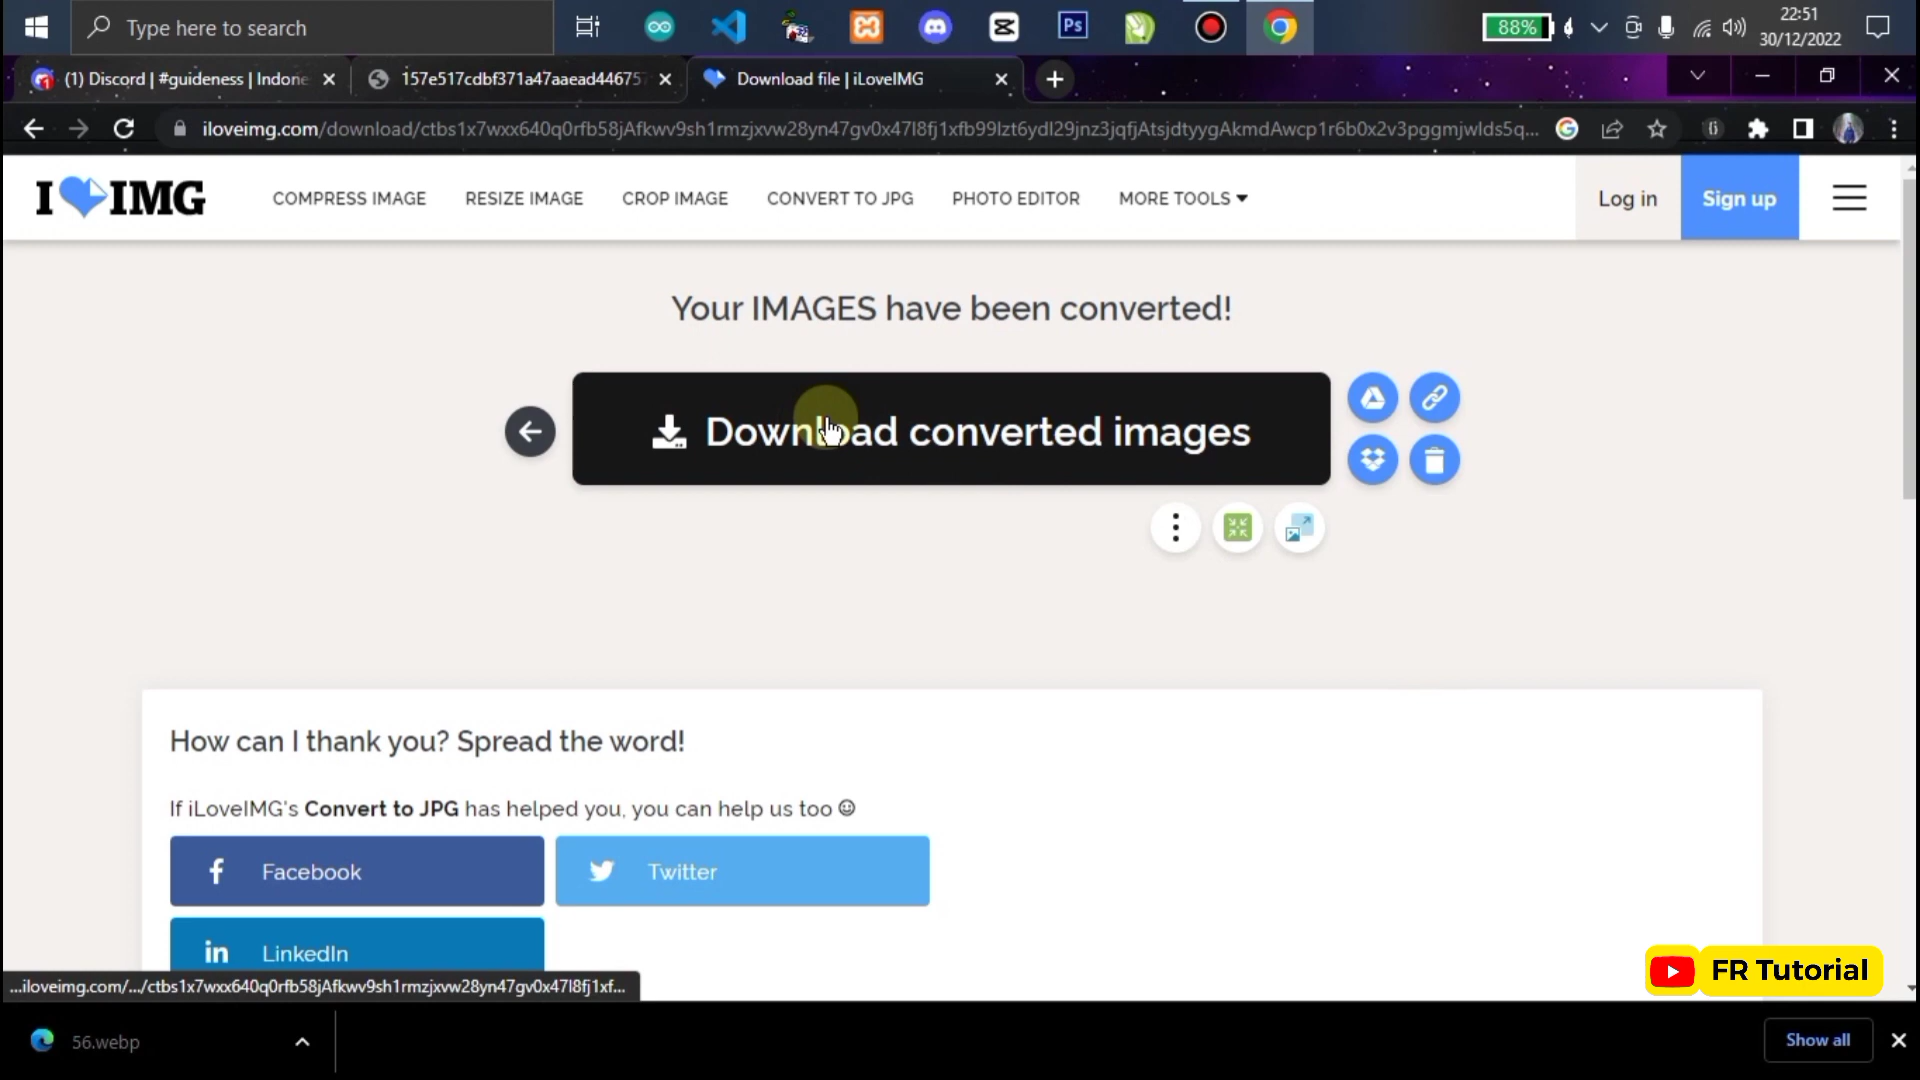 Type here to search
Ps
88%
22:51
30/12/2022
(1) Discord | #guideness | Indone
157e517cdbf371a47aaead446757
Download file | iLoveIMG
iloveimg.com/download/ctbs1x7wxx640q0rfb58jAfkwv9sh1rmzjxvw28yn47gv0x47l8fj1xfb99lzt6ydl29jnz3jqfjAtsjdtyygAkmdAwcp1r6b0x2v3pggmjwlds5q...
I IMG
COMPRESS IMAGE
RESIZE IMAGE
CROP IMAGE
CONVERT TO JPG
PHOTO EDITOR
MORE TOOLS
Log in
Sign up
Your IMAGES have been converted!
Download converted images
How can I thank you? Spread the word!
If iLoveIMG's Convert to JPG has helped you, you can help us too
Facebook
Twitter
LinkedIn
...iloveimg.com/.../ctbs1x7wxx640q0rfb58jAfkwv9sh1rmzjxvw28yn47gv0x47l8fj1xf...
FR Tutorial
56.webp
Show all